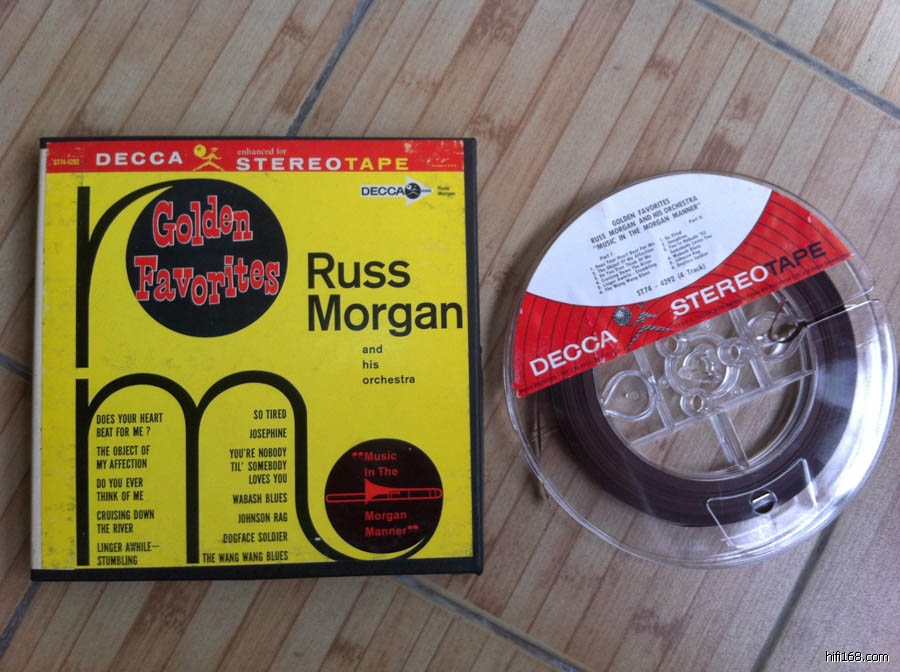 ST74-4292
DECCA
enhanced for
STEREOTAPE
DECCA
Russ
Morgan
Golden
Favorites
Russ
Morgan
and
his
orchestra
DOES YOUR HEART
BEAT FOR ME ?
THE OBJECT OF
MY AFFECTION
DO YOU EVER
THINK OF ME
CRUISING DOWN
THE RIVER
LINGER AWHILE—
STUMBLING
SO TIRED
JOSEPHINE
YOU'RE NOBODY
TIL' SOMEBODY
LOVES YOU
WABASH BLUES
JOHNSON RAG
DOGFACE SOLDIER
THE WANG WANG BLUES
"Music
In The
Morgan
Manner"
GOLDEN FAVORITES
RUSS MORGAN AND HIS ORCHESTRA
"MUSIC IN THE MORGAN MANNER"
Part I
Part II
ST74 - 4292 (4 Track)
DECCA STEREOTAPE
hifi168.com